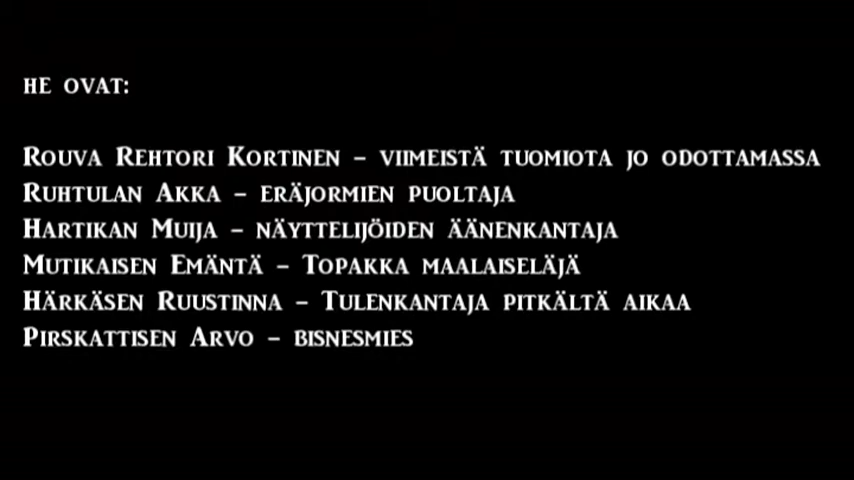 HE OVAT:
ROUVA REHTORI KORTINEN – VIIMEISTÄ TUOMIOTA JO ODOTTAMASSA
RUHTULAN AKKA – ERÄJORMIEN PUOLTAJA
HARTIKAN MUIJA – NÄYTTELIJÖIDEN ÄÄNENKANTAJA
MUTIKAISEN EMÄNTÄ – TOPAKKA MAALAISELÄJÄ
HÄRKÄSEN RUUSTINNA – TULENKANTAJA PITKÄLTÄ AIKAA
PIRSKATTISEN ARVO – BISNESMIES